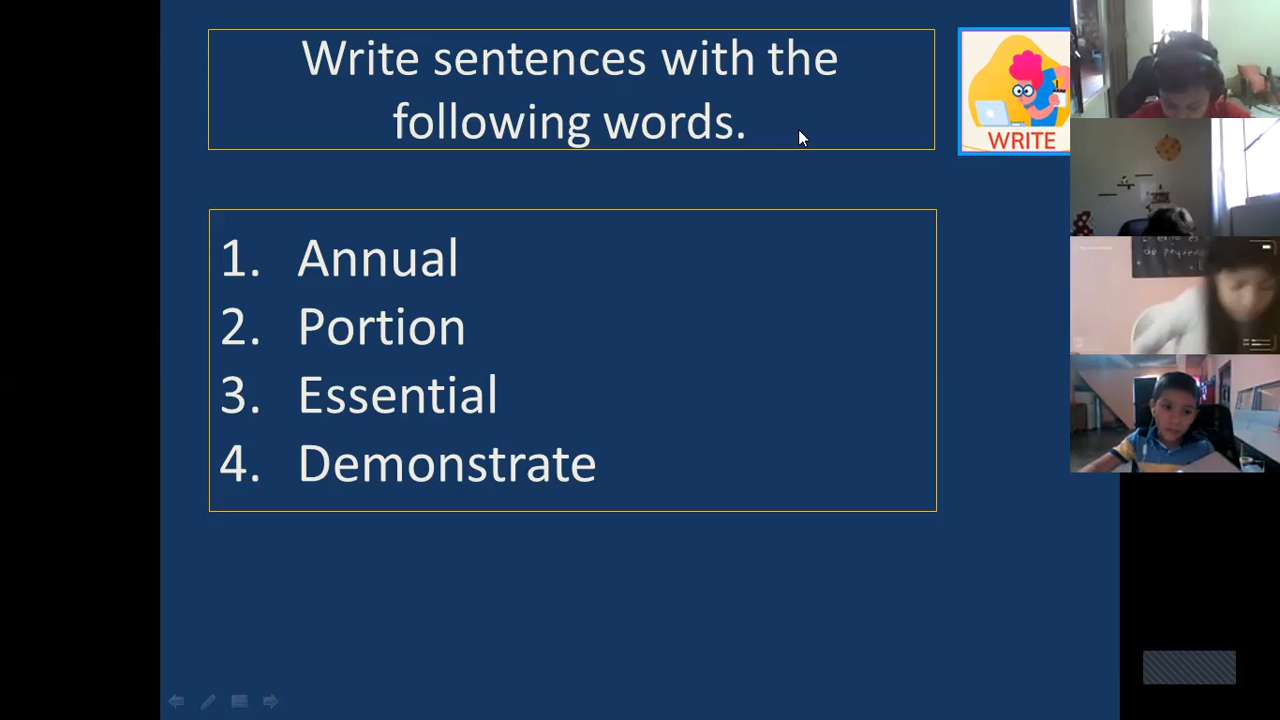 Write sentences with the
following words.
WRITE
1. Annual
2. Portion
3. Essential
4. Demonstrate